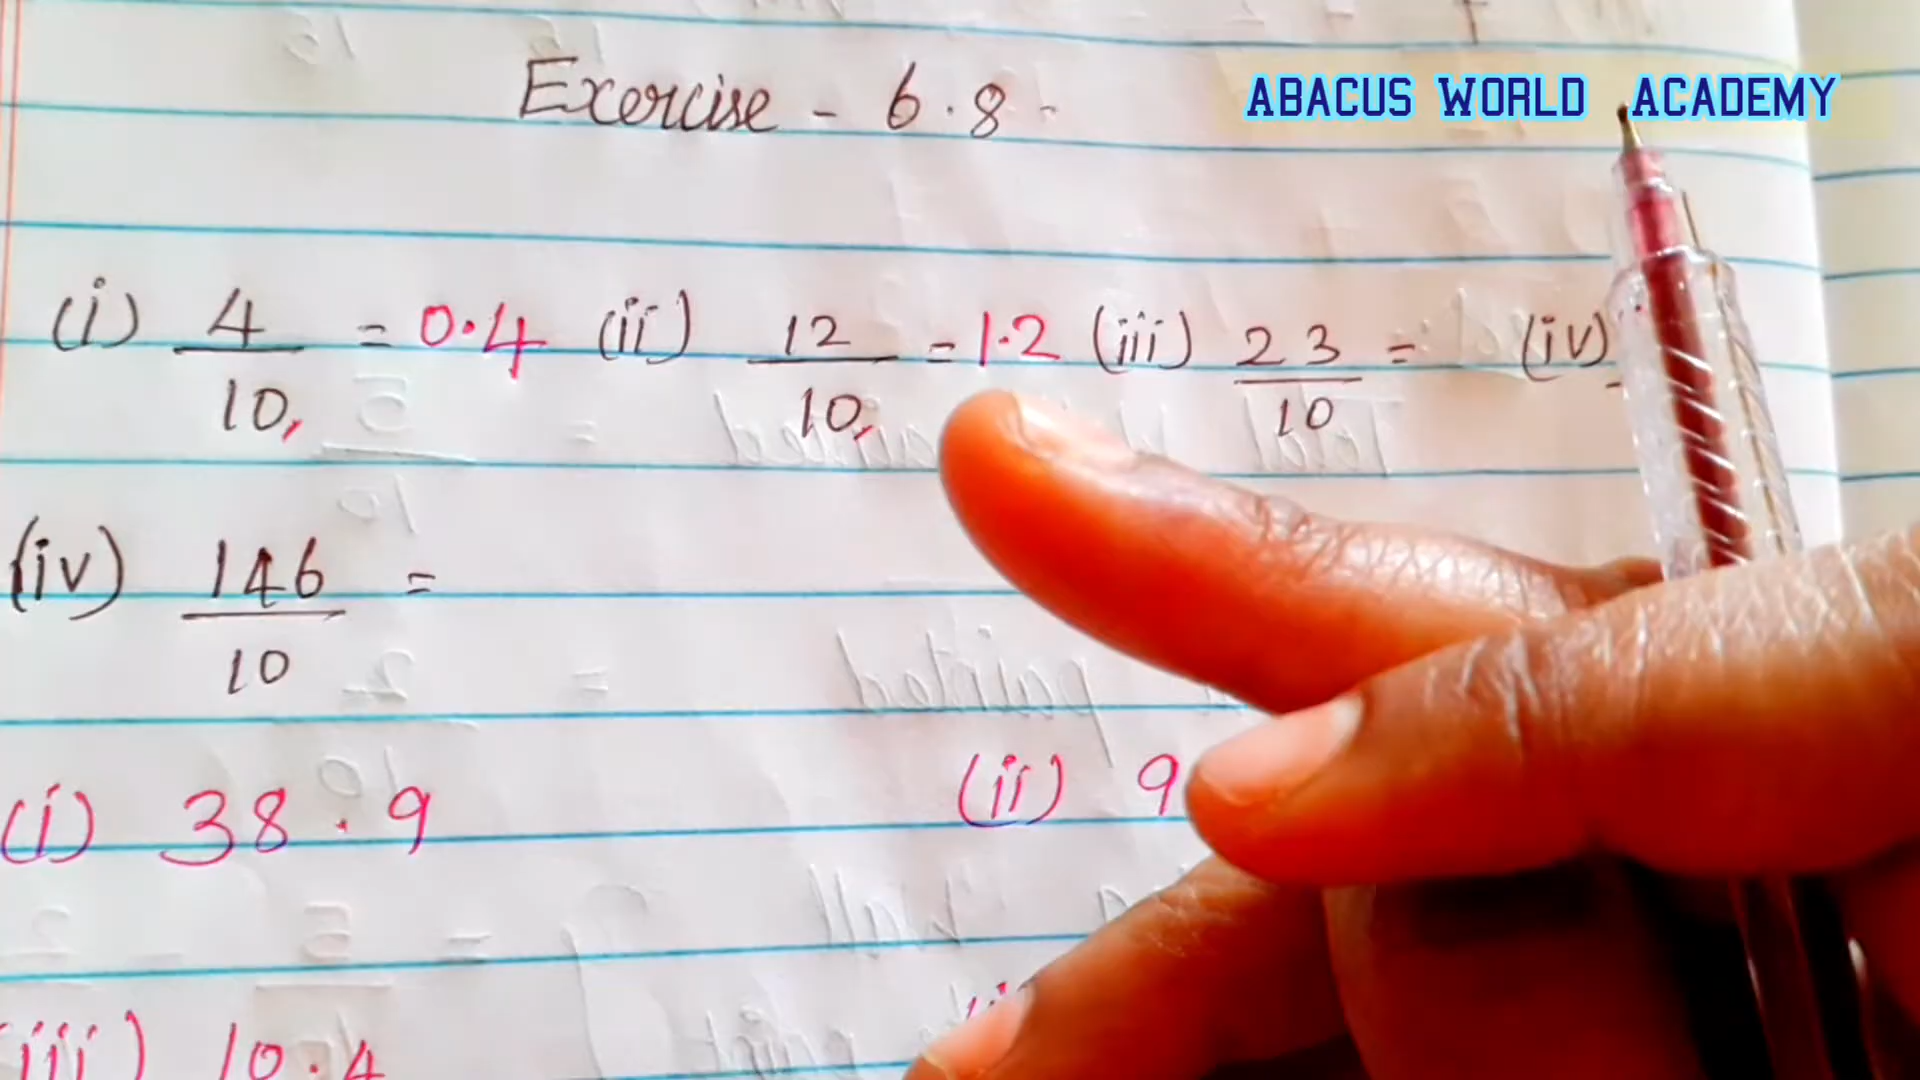 Exercise - 6.8.
ABACUS WORLD ACADEMY
(i) 4/10 = 0.4 (ii) 12/10 = 1.2 (iii) 23/10 = (iv)
(iv) 146/10 =
(i) 38.9 (ii) 9
(iii) 10.4